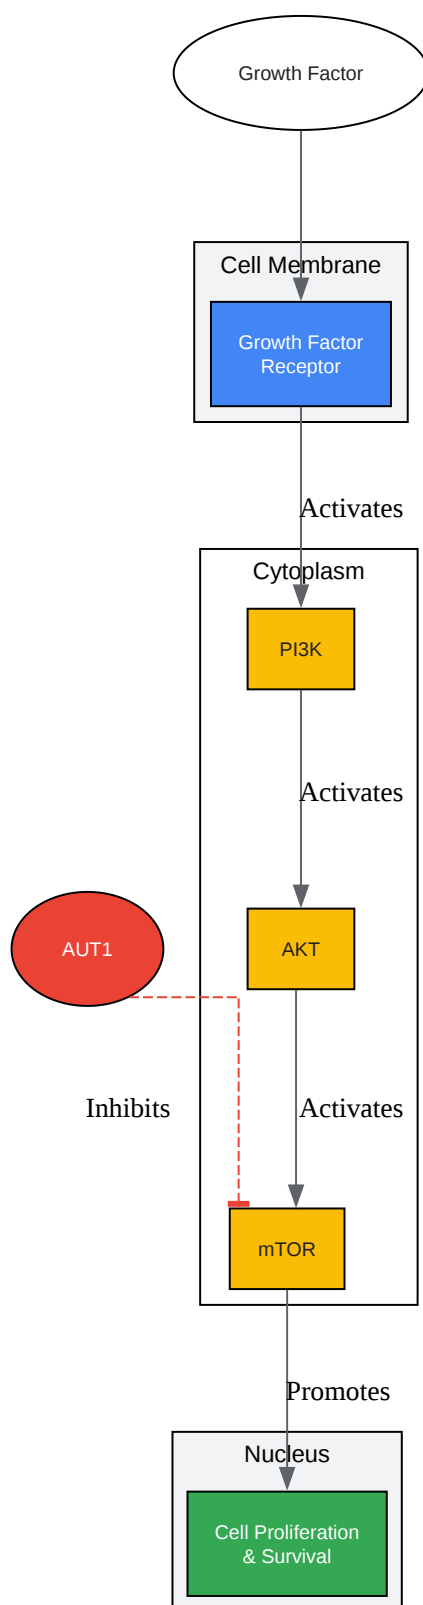 Growth Factor
Cell Membrane
Growth Factor
Receptor
Activates
Cytoplasm
PI3K
Activates
AUT1
AKT
Inhibits
Activates
mTOR
Promotes
Nucleus
Cell Proliferation
& Survival